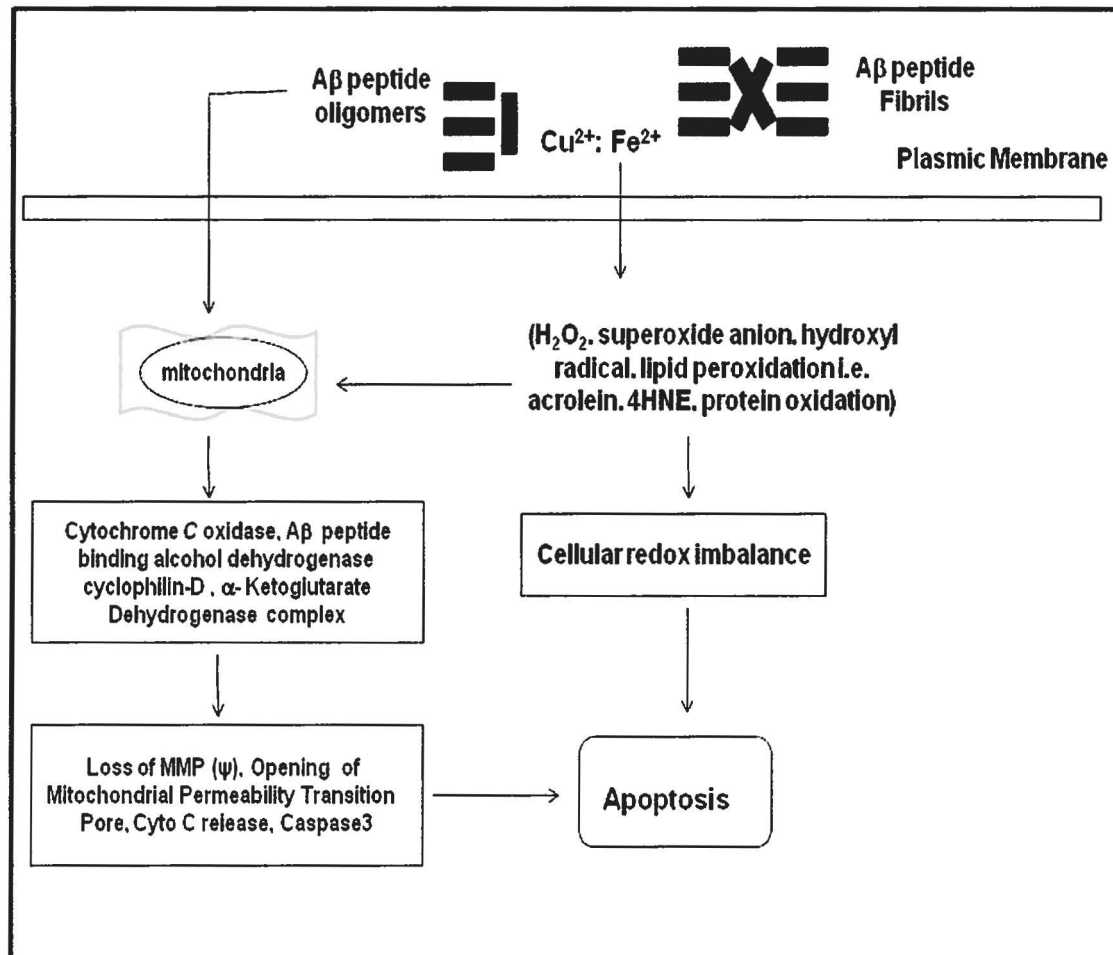 Aβ peptide
oligomers
Cu²⁺: Fe²⁺
Aβ peptide
Fibrils
Plasmic Membrane
mitochondria
(H₂O₂. superoxide anion. hydroxyl
radical. lipid peroxidation i.e.
acrolein. 4HNE. protein oxidation)
Cytochrome C oxidase, Aβ peptide
binding alcohol dehydrogenase
cyclophilin-D , α- Ketoglutarate
Dehydrogenase complex
Cellular redox imbalance
Loss of MMP (ψ), Opening of
Mitochondrial Permeability Transition
Pore, Cyto C release, Caspase3
Apoptosis